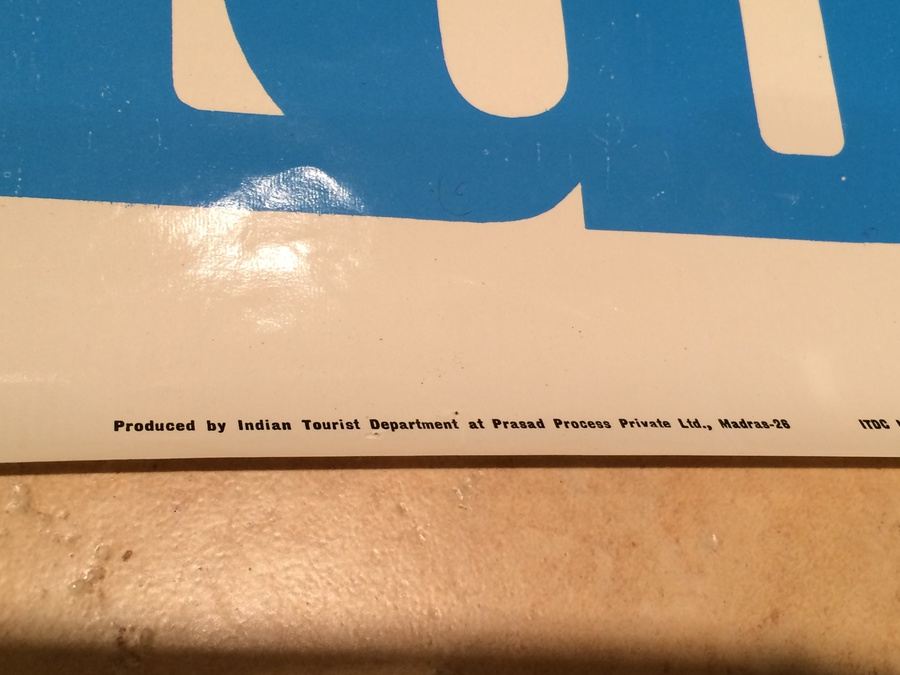 Produced by Indian Tourist Department at Prasad Process Private Ltd., Madras-26 ITDC